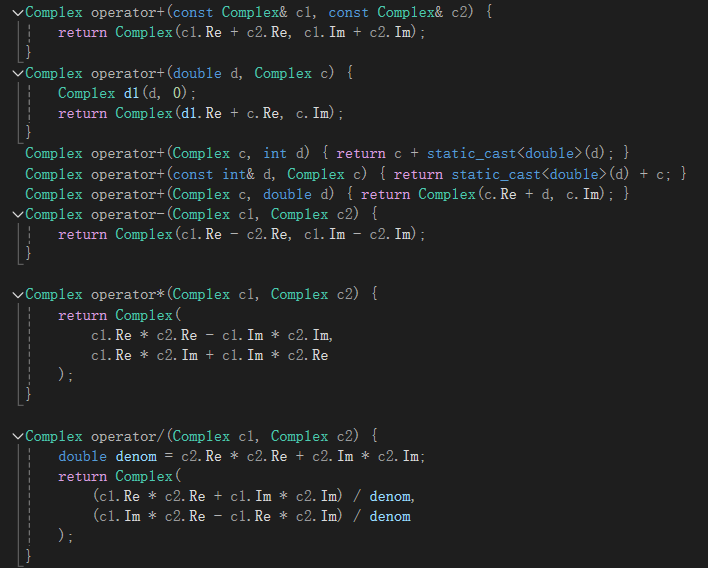 Complex operator+(const Complex& c1, const Complex& c2) {
    return Complex(c1.Re + c2.Re, c1.Im + c2.Im);
}
Complex operator+(double d, Complex c) {
    Complex d1(d, 0);
    return Complex(d1.Re + c.Re, c.Im);
}
Complex operator+(Complex c, int d) { return c + static_cast<double>(d); }
Complex operator+(const int& d, Complex c) { return static_cast<double>(d) + c; }
Complex operator+(Complex c, double d) { return Complex(c.Re + d, c.Im); }
Complex operator-(Complex c1, Complex c2) {
    return Complex(c1.Re - c2.Re, c1.Im - c2.Im);
}

Complex operator*(Complex c1, Complex c2) {
    return Complex(
        c1.Re * c2.Re - c1.Im * c2.Im,
        c1.Re * c2.Im + c1.Im * c2.Re
    );
}

Complex operator/(Complex c1, Complex c2) {
    double denom = c2.Re * c2.Re + c2.Im * c2.Im;
    return Complex(
        (c1.Re * c2.Re + c1.Im * c2.Im) / denom,
        (c1.Im * c2.Re - c1.Re * c2.Im) / denom
    );
}